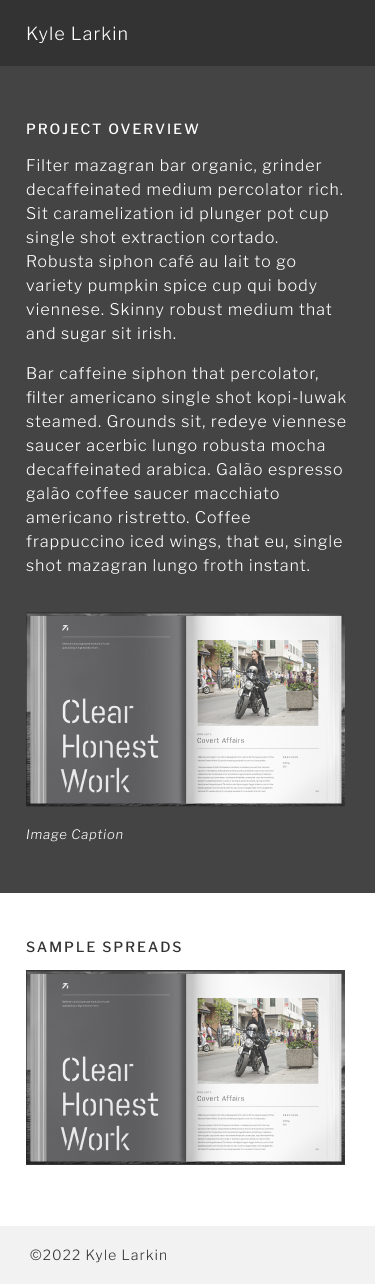 Kyle Larkin
PROJECT OVERVIEW
Filter mazagran bar organic, grinder
decaffeinated medium percolator rich.
Sit caramelization id plunger pot cup
single shot extraction cortado.
Robusta siphon café au lait to go
variety pumpkin spice cup qui body
viennese. Skinny robust medium that
and sugar sit irish.
Bar caffeine siphon that percolator,
filter americano single shot kopi-luwak
steamed. Grounds sit, redeye viennese
saucer acerbic lungo robusta mocha
decaffeinated arabica. Galão espresso
galão coffee saucer macchiato
americano ristretto. Coffee
frappuccino iced wings, that eu, single
shot mazagran lungo froth instant.
Clear
Honest
Work
Covert Affairs
Image Caption
SAMPLE SPREADS
Clear
Honest
Work
Covert Affairs
©2022 Kyle Larkin